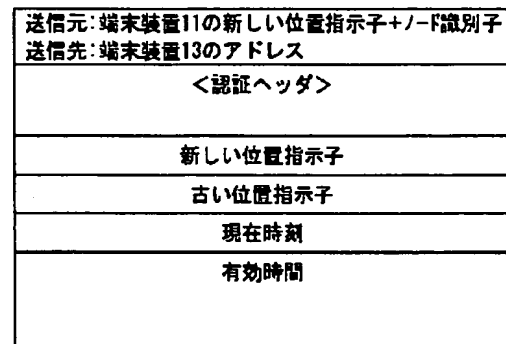 送信元:端末装置11の新しい位置指示子+ノード識別子
送信先:端末装置13のアドレス
<認証ヘッダ>
新しい位置指示子
古い位置指示子
現在時刻
有効時間